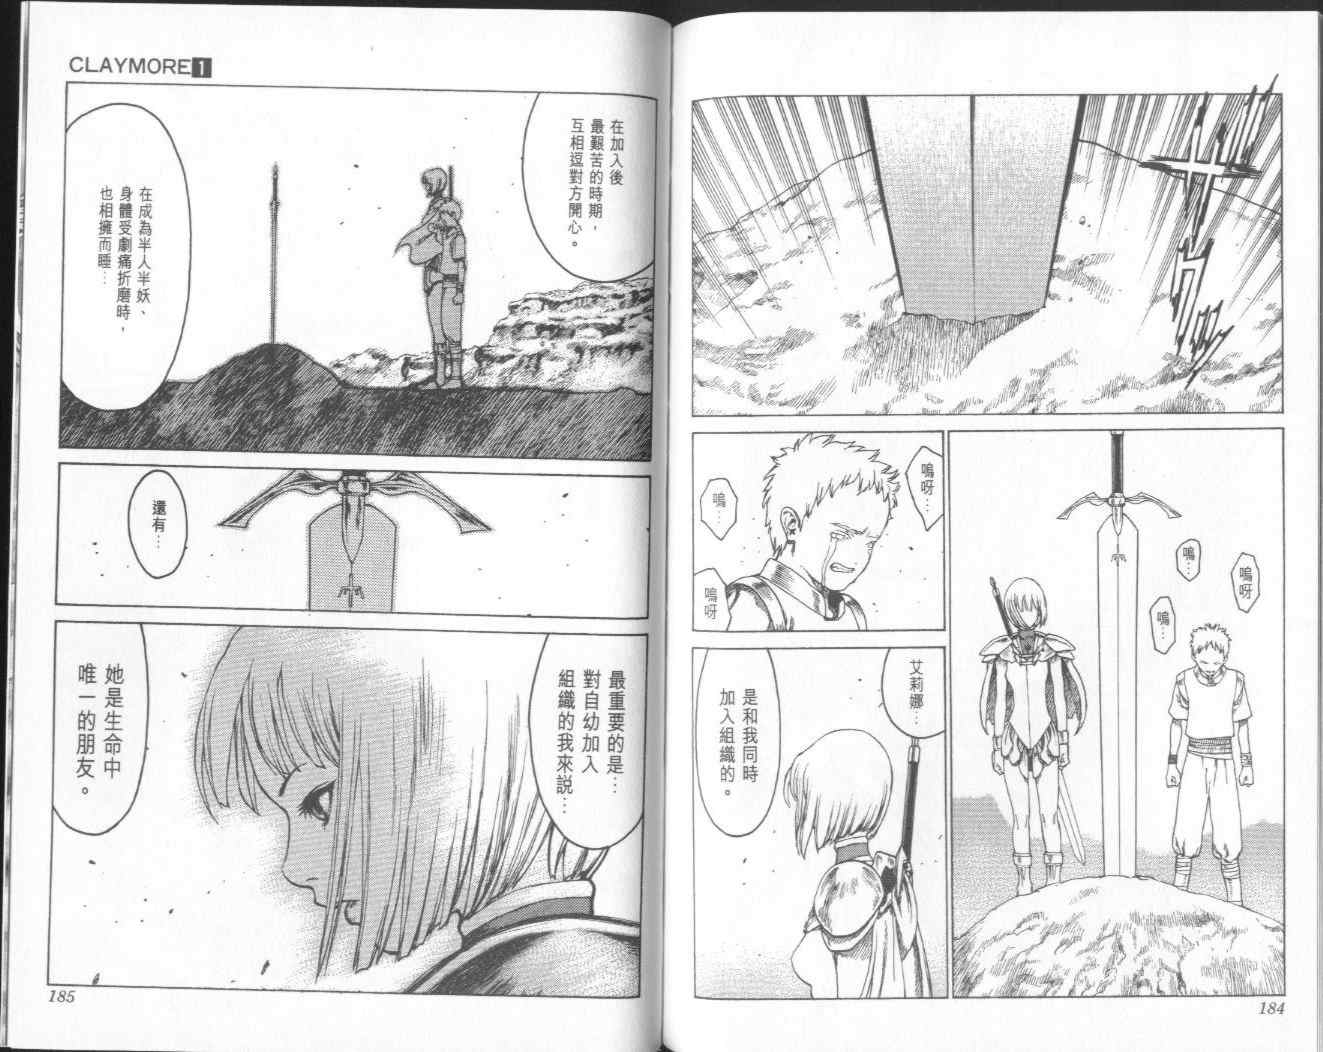 嗚呀…
嗚…
嗚呀
嗚…
嗚呀
嗚…
艾莉娜…
是和我同時
加入組織的。
184
CLAYMORE 1
在加入後
最艱苦的時期，
互相逗對方開心。
在成為半人半妖、
身體受劇痛折磨時，
也相擁而睡…
還有…
最重要的是…
對自幼加入
組織的我來說…
她是生命中
唯一的朋友。
185